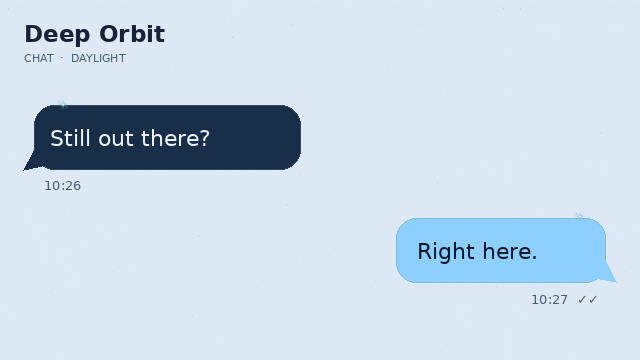 Deep Orbit
CHAT · DAYLIGHT
Still out there?
10:26
Right here.
10:27 ✓✓